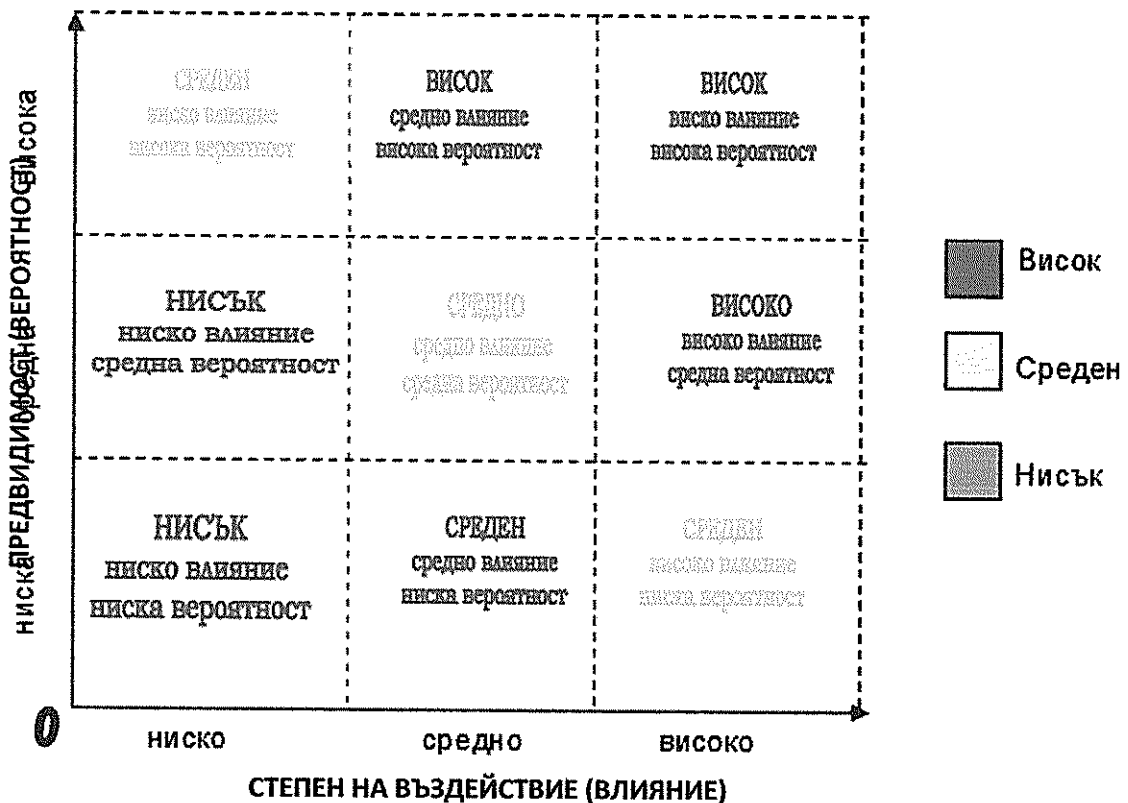 ПРЕДВИДИМОСТ (ВЕРОЯТНОСТ)
висока
средна
ниска
СРЕДЕН
ниско влияние
висока вероятност
ВИСОК
средно влияние
висока вероятност
ВИСОК
виско влияние
висока вероятност
НИСЪК
ниско влияние
средна вероятност
СРЕДНО
средно влияние
средна вероятност
ВИСОКО
високо влияние
средна вероятност
НИСЪК
ниско влияние
ниска вероятност
СРЕДЕН
средно влияние
ниска вероятност
СРЕДЕН
високо влияние
ниска вероятност
0
ниско
средно
високо
СТЕПЕН НА ВЪЗДЕЙСТВИЕ (ВЛИЯНИЕ)
Висок
Среден
Нисък